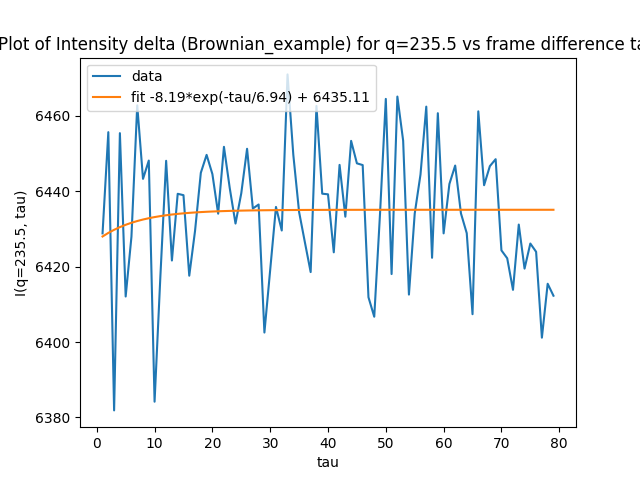 Plot of Intensity delta (Brownian_example) for q=235.5 vs frame difference ta
data
fit -8.19*exp(-tau/6.94) + 6435.11
I(q=235.5, tau)
6460
6440
6420
6400
6380
0 10 20 30 40 50 60 70 80
tau